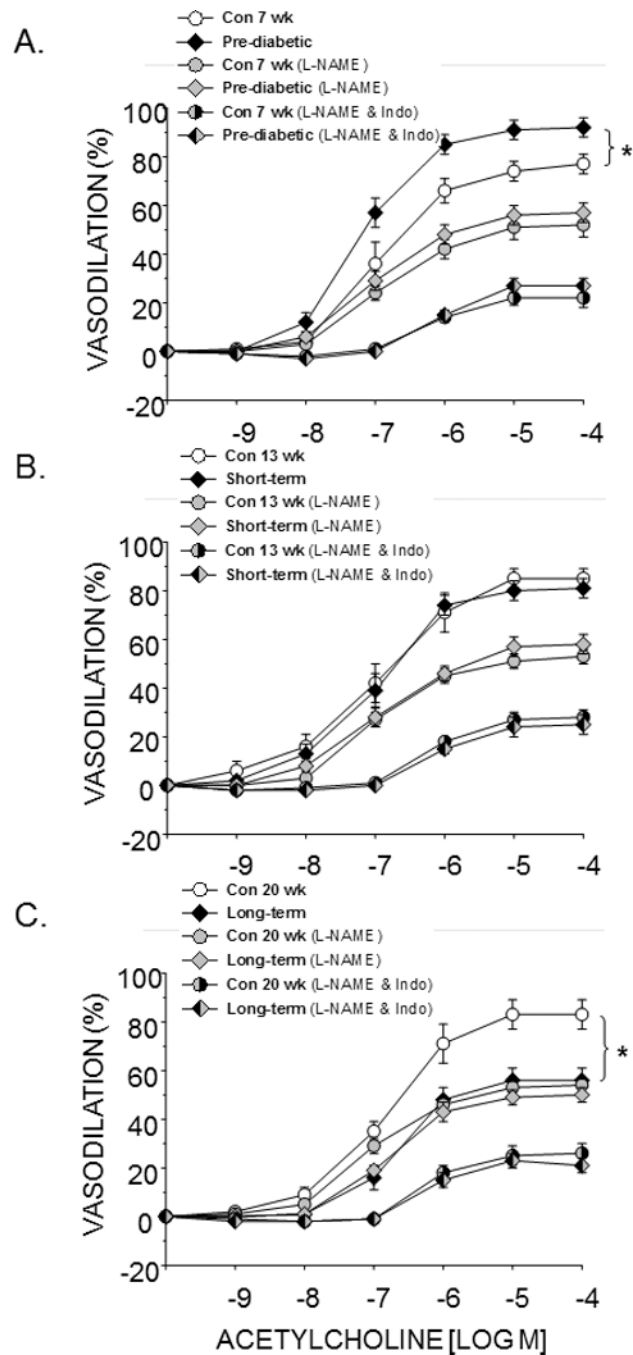 A.
Con 7 wk
Pre-diabetic
Con 7 wk (L-NAME)
Pre-diabetic (L-NAME)
Con 7 wk (L-NAME & Indo)
Pre-diabetic (L-NAME & Indo)
VASODILATION (%)
100
80
60
40
20
0
-20
*
-9 -8 -7 -6 -5 -4
B.
Con 13 wk
Short-term
Con 13 wk (L-NAME)
Short-term (L-NAME)
Con 13 wk (L-NAME & Indo)
Short-term (L-NAME & Indo)
VASODILATION (%)
100
80
60
40
20
0
-20
-9 -8 -7 -6 -5 -4
C.
Con 20 wk
Long-term
Con 20 wk (L-NAME)
Long-term (L-NAME)
Con 20 wk (L-NAME & Indo)
Long-term (L-NAME & Indo)
VASODILATION (%)
100
80
60
40
20
0
-20
*
-9 -8 -7 -6 -5 -4
ACETYLCHOLINE [LOG M]